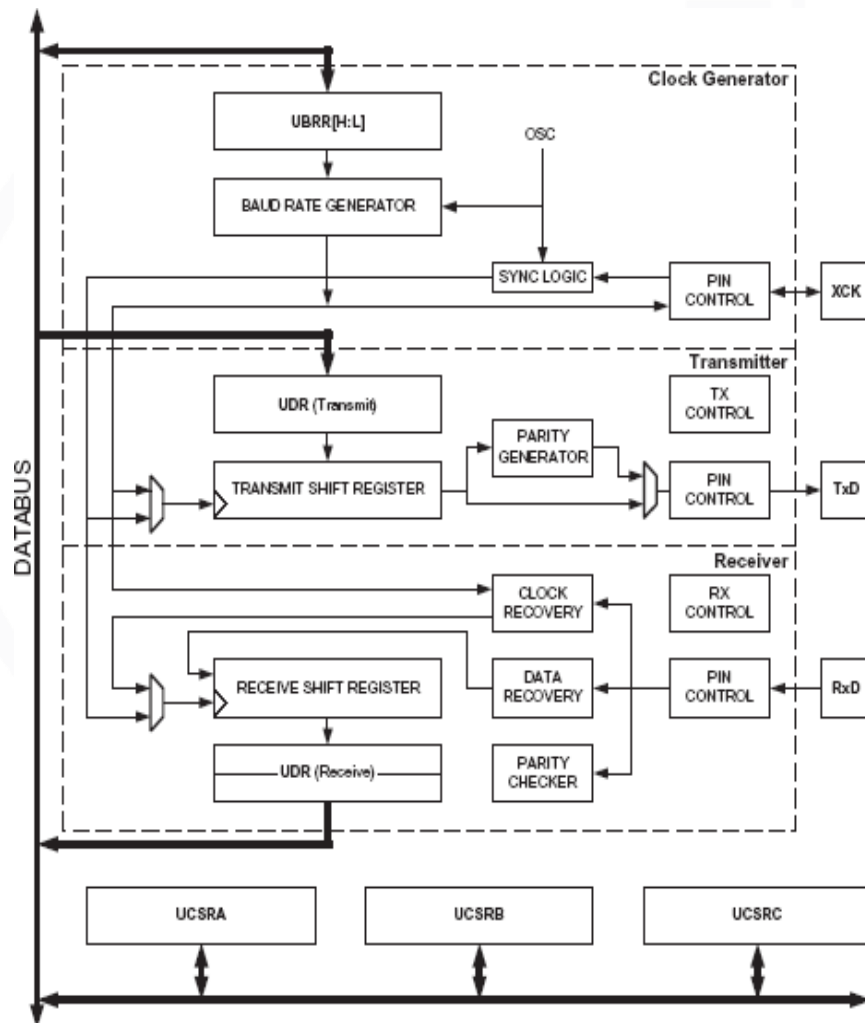 Clock Generator
UBRR[H:L]
OSC
BAUD RATE GENERATOR
SYNC LOGIC
PIN
CONTROL
XCK
Transmitter
UDR (Transmit)
TX
CONTROL
PARITY
GENERATOR
TRANSMIT SHIFT REGISTER
PIN
CONTROL
TxD
DATABUS
Receiver
CLOCK
RECOVERY
RX
CONTROL
RECEIVE SHIFT REGISTER
DATA
RECOVERY
PIN
CONTROL
RxD
UDR (Receive)
PARITY
CHECKER
UCSRA
UCSRB
UCSRC